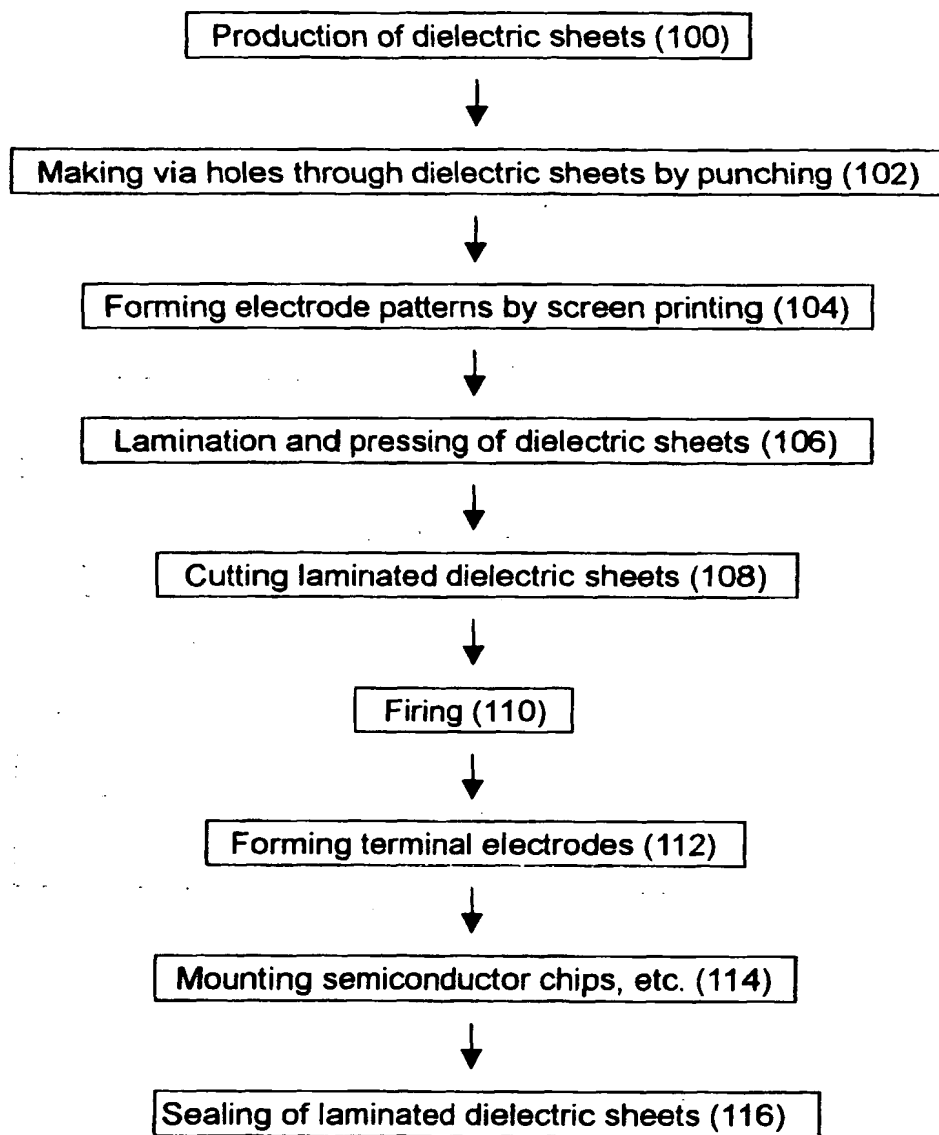 Production of dielectric sheets (100)
Making via holes through dielectric sheets by punching (102)
Forming electrode patterns by screen printing (104)
Lamination and pressing of dielectric sheets (106)
Cutting laminated dielectric sheets (108)
Firing (110)
Forming terminal electrodes (112)
Mounting semiconductor chips, etc. (114)
Sealing of laminated dielectric sheets (116)